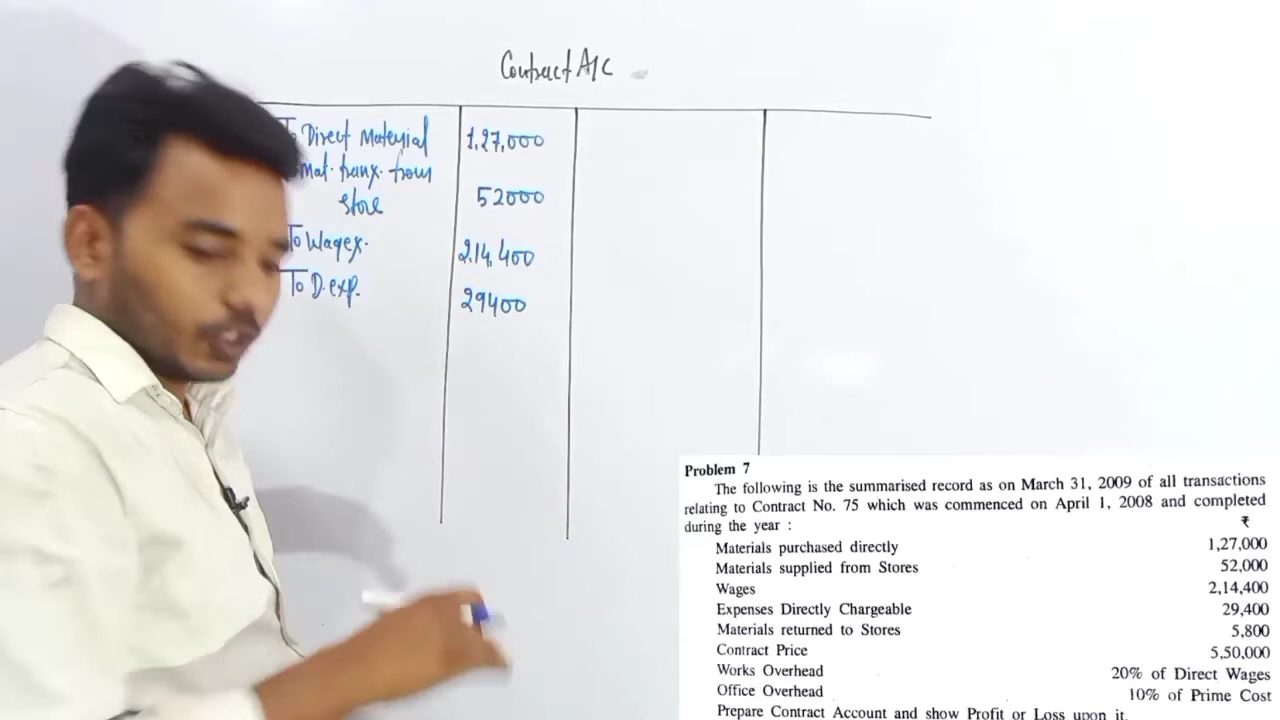 Contract A/C
To Direct Material 1,27,000
Mat. trans. from
store 52000
To Wages. 2,14,400
To D. exp. 29400
Problem 7
The following is the summarised record as on March 31, 2009 of all transactions
relating to Contract No. 75 which was commenced on April 1, 2008 and completed
during the year :
₹
Materials purchased directly 1,27,000
Materials supplied from Stores 52,000
Wages 2,14,400
Expenses Directly Chargeable 29,400
Materials returned to Stores 5,800
Contract Price 5,50,000
Works Overhead 20% of Direct Wages
Office Overhead 10% of Prime Cost
Prepare Contract Account and show Profit or Loss upon it.